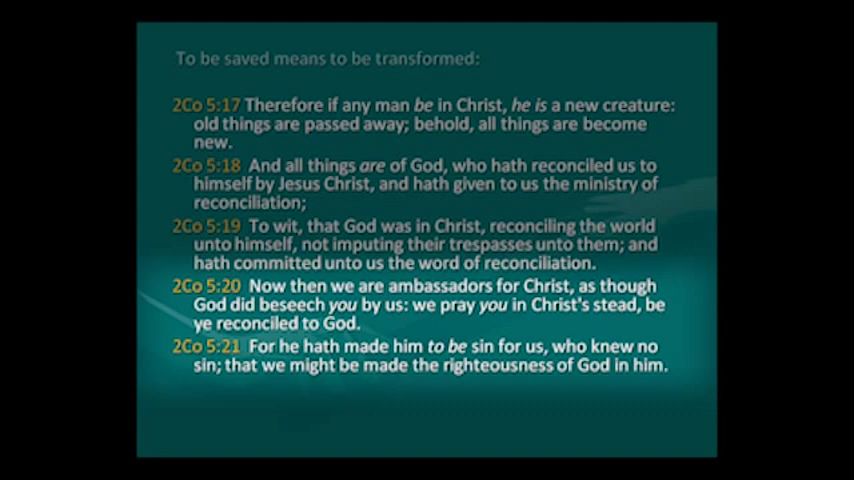 To be saved means to be transformed:
2Co 5:17 Therefore if any man be in Christ, he is a new creature:
old things are passed away; behold, all things are become
new.
2Co 5:18 And all things are of God, who hath reconciled us to
himself by Jesus Christ, and hath given to us the ministry of
reconciliation;
2Co 5:19 To wit, that God was in Christ, reconciling the world
unto himself, not imputing their trespasses unto them; and
hath committed unto us the word of reconciliation.
2Co 5:20 Now then we are ambassadors for Christ, as though
God did beseech you by us: we pray you in Christ's stead, be
ye reconciled to God.
2Co 5:21 For he hath made him to be sin for us, who knew no
sin; that we might be made the righteousness of God in him.